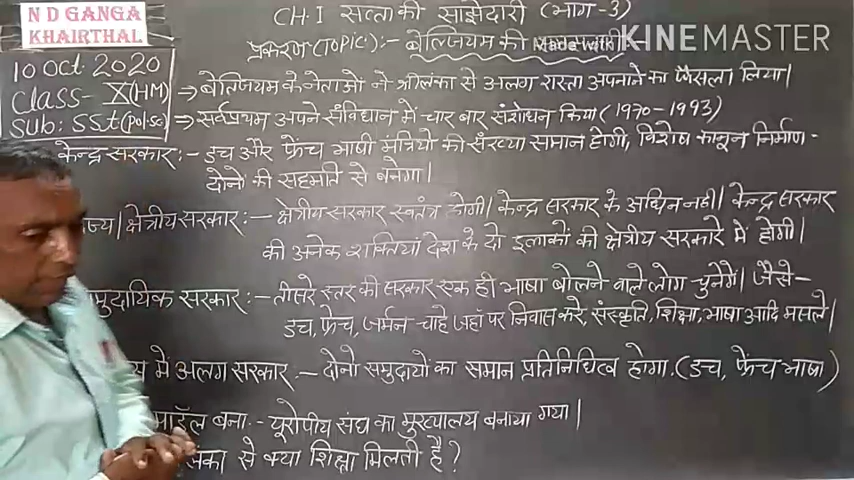 N D GANGA
KHAIRTHAL
CH. I सत्ता की साझेदारी (भाग-3)
प्रकरण (TOPIC):- बेल्जियम की
Made with KINEMASTER
10 Oct. 2020
Class- X (HM)
Sub: SSt (pol.sc)
⇒ बेल्जियम के नेताओं ने श्रीलंका से अलग रास्ता अपनाने का फैसला लिया।
⇒ सर्वप्रथम अपने संविधान में चार बार संशोधन किया (1970-1993)
केन्द्र सरकार:- डच और फ्रेंच भाषी मंत्रियो की संख्या समान होगी, विशेष कानून निर्माण-
दोनो की सहमति से बनेगा।
क्षेत्रीय सरकार:- क्षेत्रीय सरकार स्वतंत्र होगी। केन्द्र सरकार के अधिन नही। केन्द्र सरकार
की अनेक शक्तियां देश के दो इलाकों की क्षेत्रीय सरकारे में होगी।
सरकार:- तीसरे स्तर की सरकार एक ही भाषा बोलने वाले लोग चुनेगें। जैसे-
डच, फ्रेंच, जर्मन- चाहे जहाँ पर निवास करे, संस्कृति, शिक्षा, भाषा आदि मसले।
में अलग सरकार:- दोनो समुदायों का समान प्रतिनिधित्व होगा. (डच, फ्रेंच भाषा)
मॉडल बना:- यूरोपीय संघ का मुख्यालय बनाया गया।
से क्या शिक्षा मिलती है?